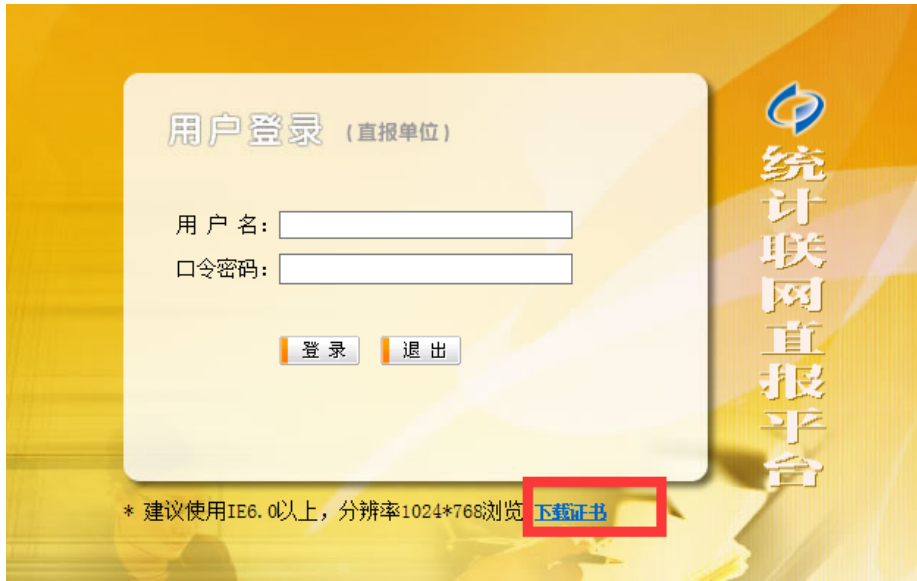 用户登录 (直报单位)
用 户 名:
口令密码:
登 录 退 出
* 建议使用IE6.0以上，分辨率1024*768浏览 下载证书
统计联网直报平台